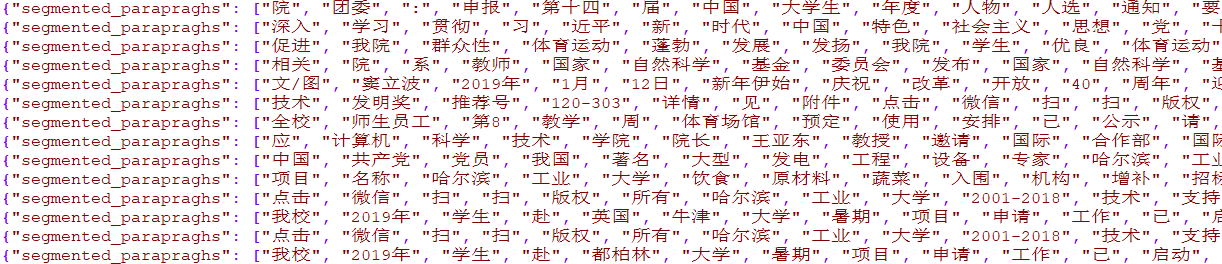 {"segmented_parapraghs": ["院", "团委", ":", "申报", "第十四", "届", "中国", "大学生", "年度", "人物", "人选", "通知", "要
{"segmented_parapraghs": ["深入", "学习", "贯彻", "习", "近平", "新", "时代", "中国", "特色", "社会主义", "思想", "党", "十
{"segmented_parapraghs": ["促进", "我院", "群众性", "体育运动", "蓬勃", "发展", "发扬", "我院", "学生", "优良", "体育运动
{"segmented_parapraghs": ["相关", "院", "系", "教师", "国家", "自然科学", "基金", "委员会", "发布", "国家", "自然科学", "基
{"segmented_parapraghs": ["文/图", "窦立波", "2019年", "1月", "12日", "新年伊始", "庆祝", "改革", "开放", "40", "周年", "迎
{"segmented_parapraghs": ["技术", "发明奖", "推荐号", "120-303", "详情", "见", "附件", "点击", "微信", "扫", "扫", "版权",
{"segmented_parapraghs": ["全校", "师生员工", "第8", "教学", "周", "体育场馆", "预定", "使用", "安排", "已", "公示", "请",
{"segmented_parapraghs": ["应", "计算机", "科学", "技术", "学院", "院长", "王亚东", "教授", "邀请", "国际", "合作部", "国际
{"segmented_parapraghs": ["中国", "共产党", "党员", "我国", "著名", "大型", "发电", "工程", "设备", "专家", "哈尔滨", "工业
{"segmented_parapraghs": ["项目", "名称", "哈尔滨", "工业", "大学", "饮食", "原材料", "蔬菜", "入围", "机构", "增补", "招标
{"segmented_parapraghs": ["点击", "微信", "扫", "扫", "版权", "所有", "哈尔滨", "工业", "大学", "2001-2018", "技术", "支持
{"segmented_parapraghs": ["我校", "2019年", "学生", "赴", "英国", "牛津", "大学", "暑期", "项目", "申请", "工作", "已", "启
{"segmented_parapraghs": ["点击", "微信", "扫", "扫", "版权", "所有", "哈尔滨", "工业", "大学", "2001-2018", "技术", "支持
{"segmented_parapraghs": ["我校", "2019年", "学生", "赴", "都柏林", "大学", "暑期", "项目", "申请", "工作", "已", "启动",